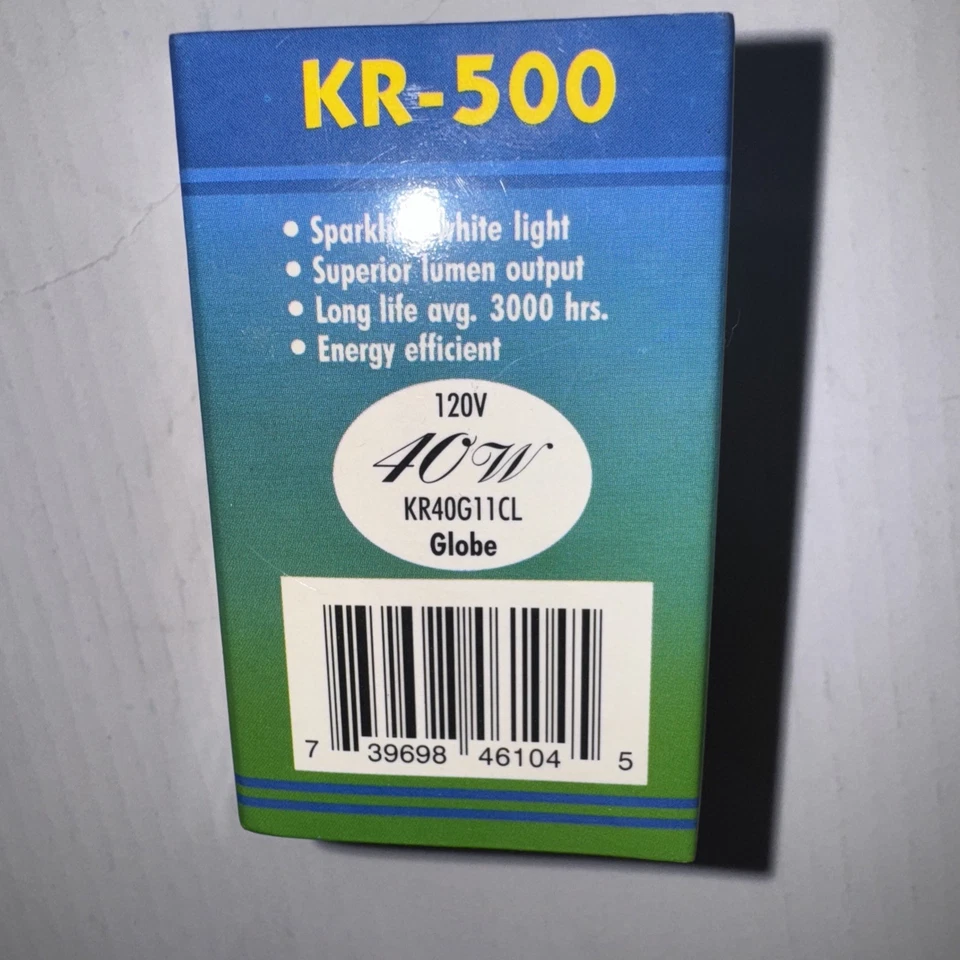 KR-500
• Sparkl white light
• Superior lumen output
• Long life avg. 3000 hrs.
• Energy efficient
120V
40W
KR40G11CL
Globe
7 39698 46104 5